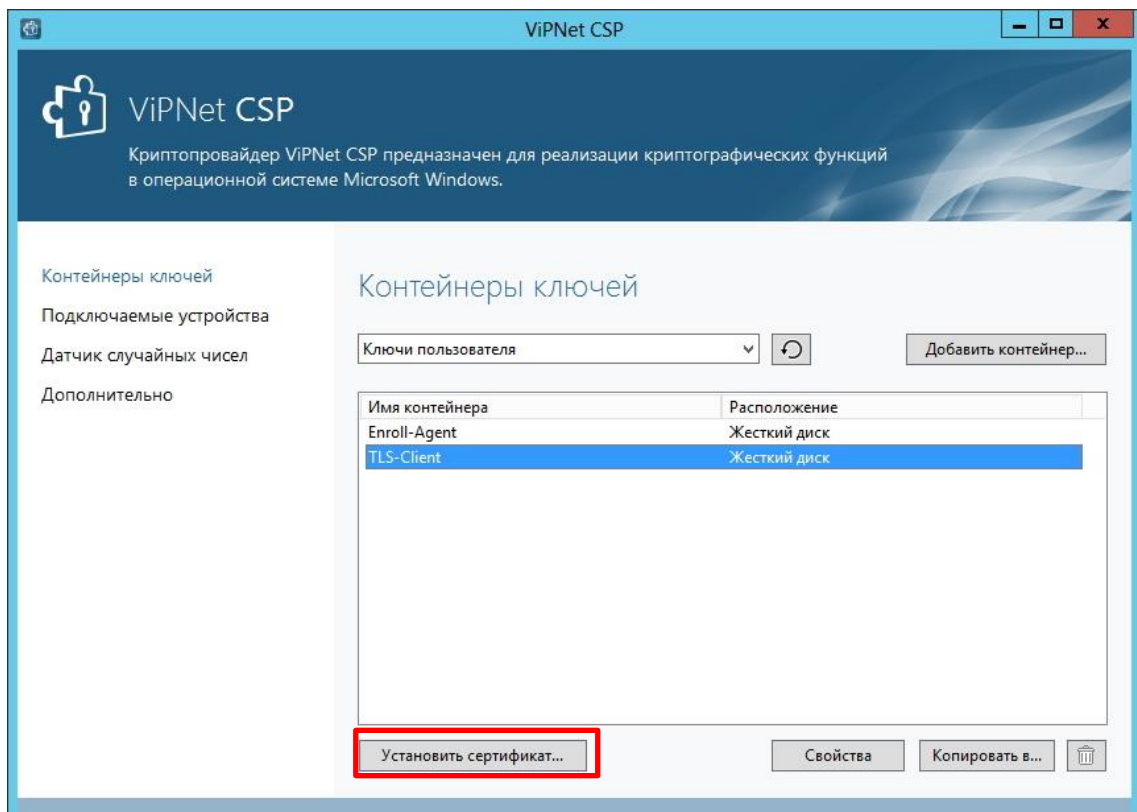 ViPNet CSP
ViPNet CSP
Криптопровайдер ViPNet CSP предназначен для реализации криптографических функций
в операционной системе Microsoft Windows.
Контейнеры ключей
Подключаемые устройства
Датчик случайных чисел
Дополнительно
Контейнеры ключей
Ключи пользователя
Добавить контейнер...
Имя контейнера Расположение
Enroll-Agent Жесткий диск
TLS-Client Жесткий диск
Установить сертификат...
Свойства
Копировать в...